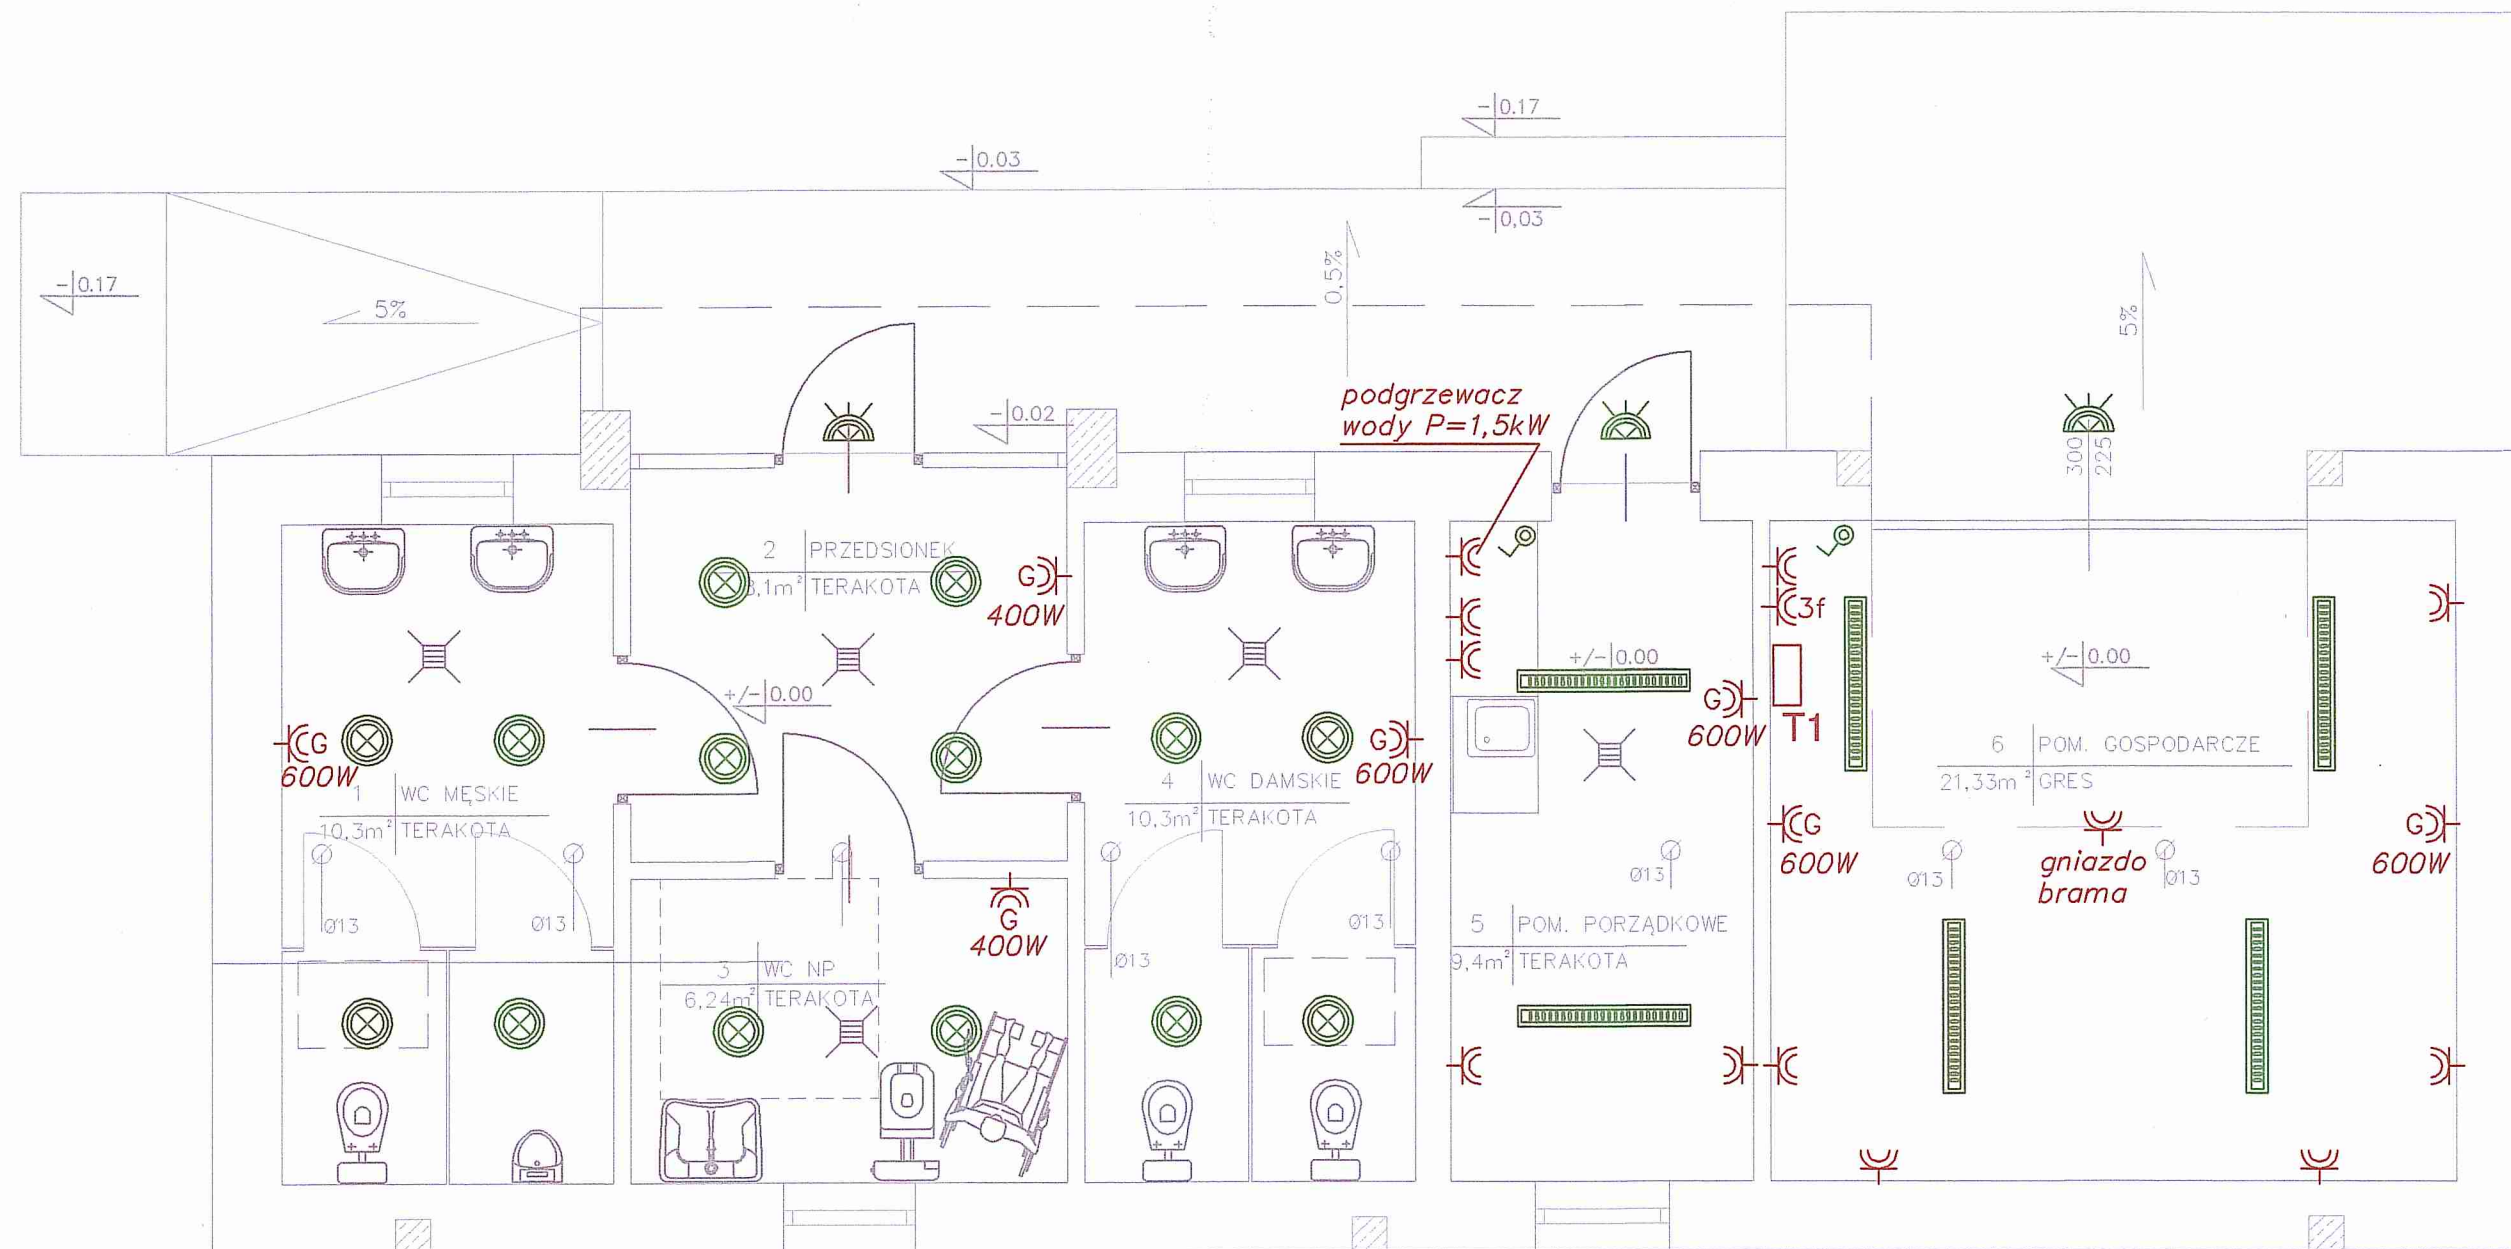 -0.17
-0.03
-0,03
-0.17
5%
0,5%
5%
-0.02
podgrzewacz
wody P=1,5kW
300
225
2 PRZEDSIONEK
8,1m² TERAKOTA
G
400W
3f
+/-0.00
+/-0.00
+/-0.00
G
600W
T1
G
600W
G
600W
6 POM. GOSPODARCZE
21,33m² GRES
1 WC MĘSKIE
10,3m² TERAKOTA
4 WC DAMSKIE
10,3m² TERAKOTA
G
600W
G
600W
gniazdo
brama
Ø13
Ø13
Ø13
Ø13
Ø13
Ø13
Ø13
G
400W
5 POM. PORZĄDKOWE
9,4m² TERAKOTA
3 WC NP
6,24m² TERAKOTA